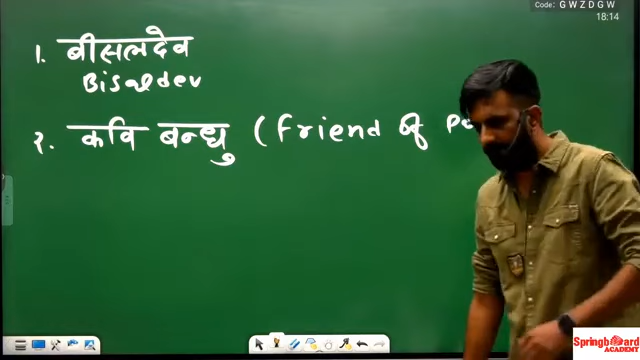 Code: GWZDGW
18:14
1. बीसलदेव
Bisaldev
२. कवि बन्धु (Friend of
Springboard
ACADEMY